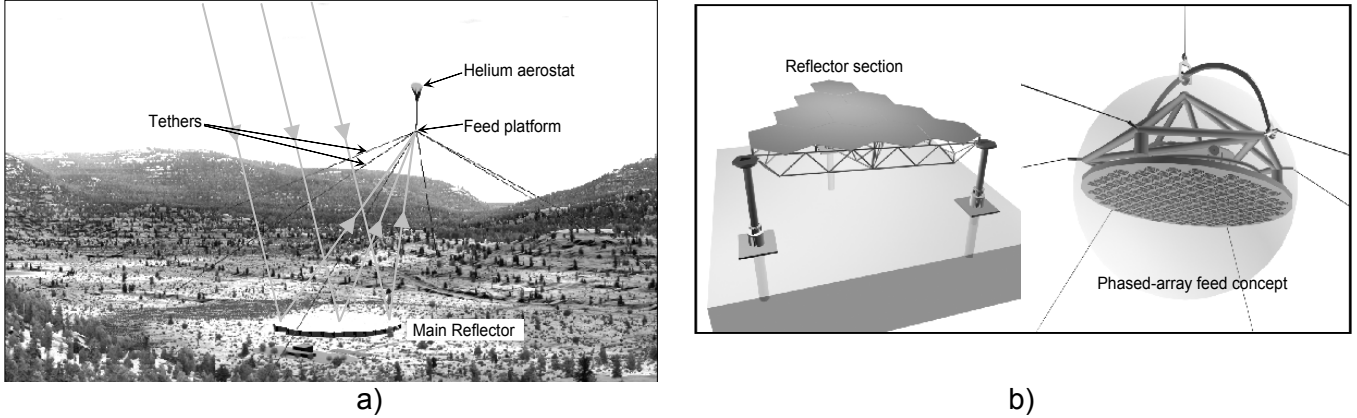 Helium aerostat
Tethers
Feed platform
Main Reflector
a)
Reflector section
Phased-array feed concept
b)